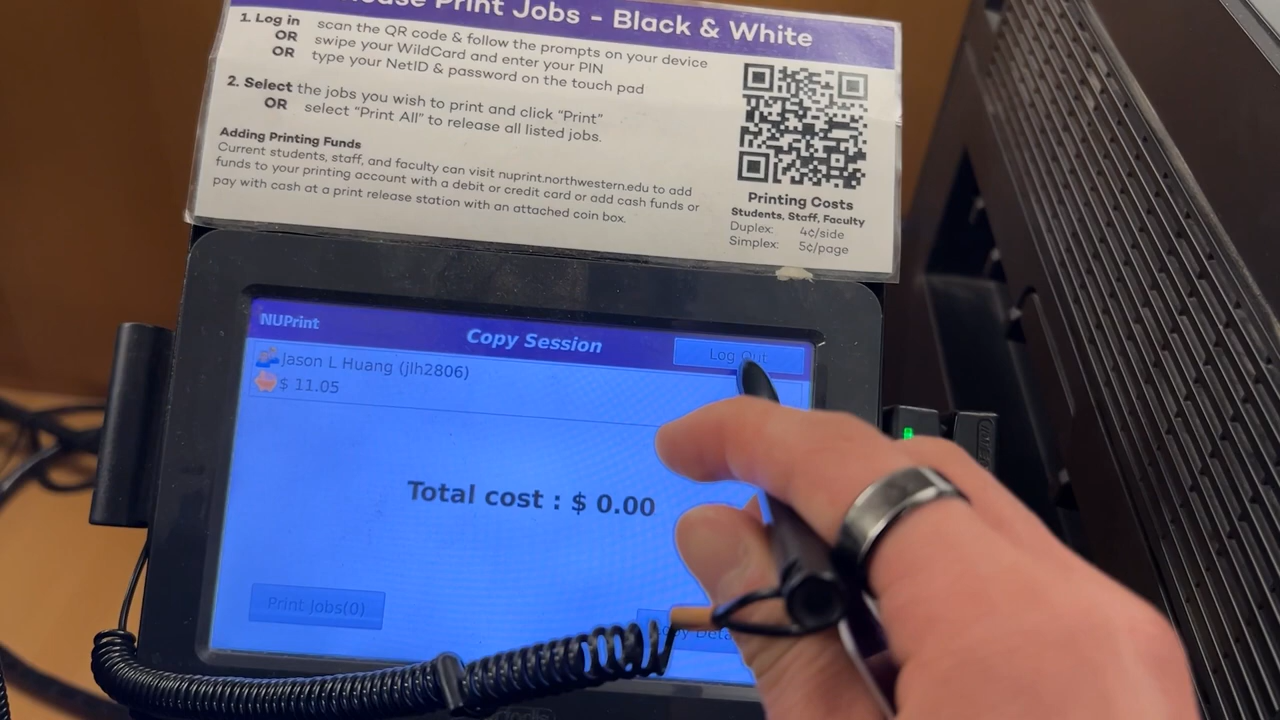 Print Jobs - Black & White
1. Log in scan the QR code & follow the prompts on your device
OR swipe your WildCard and enter your PIN
OR type your NetID & password on the touch pad
2. Select the jobs you wish to print and click “Print”
OR select “Print All” to release all listed jobs.
Adding Printing Funds
Current students, staff, and faculty can visit nuprint.northwestern.edu to add
funds to your printing account with a debit or credit card or add cash funds or
pay with cash at a print release station with an attached coin box.
Printing Costs
Students, Staff, Faculty
Duplex: 4¢/side
Simplex: 5¢/page
NUPrint
Copy Session
Log Out
Jason L Huang (jlh2806)
$ 11.05
Total cost : $ 0.00
Print Jobs(0)